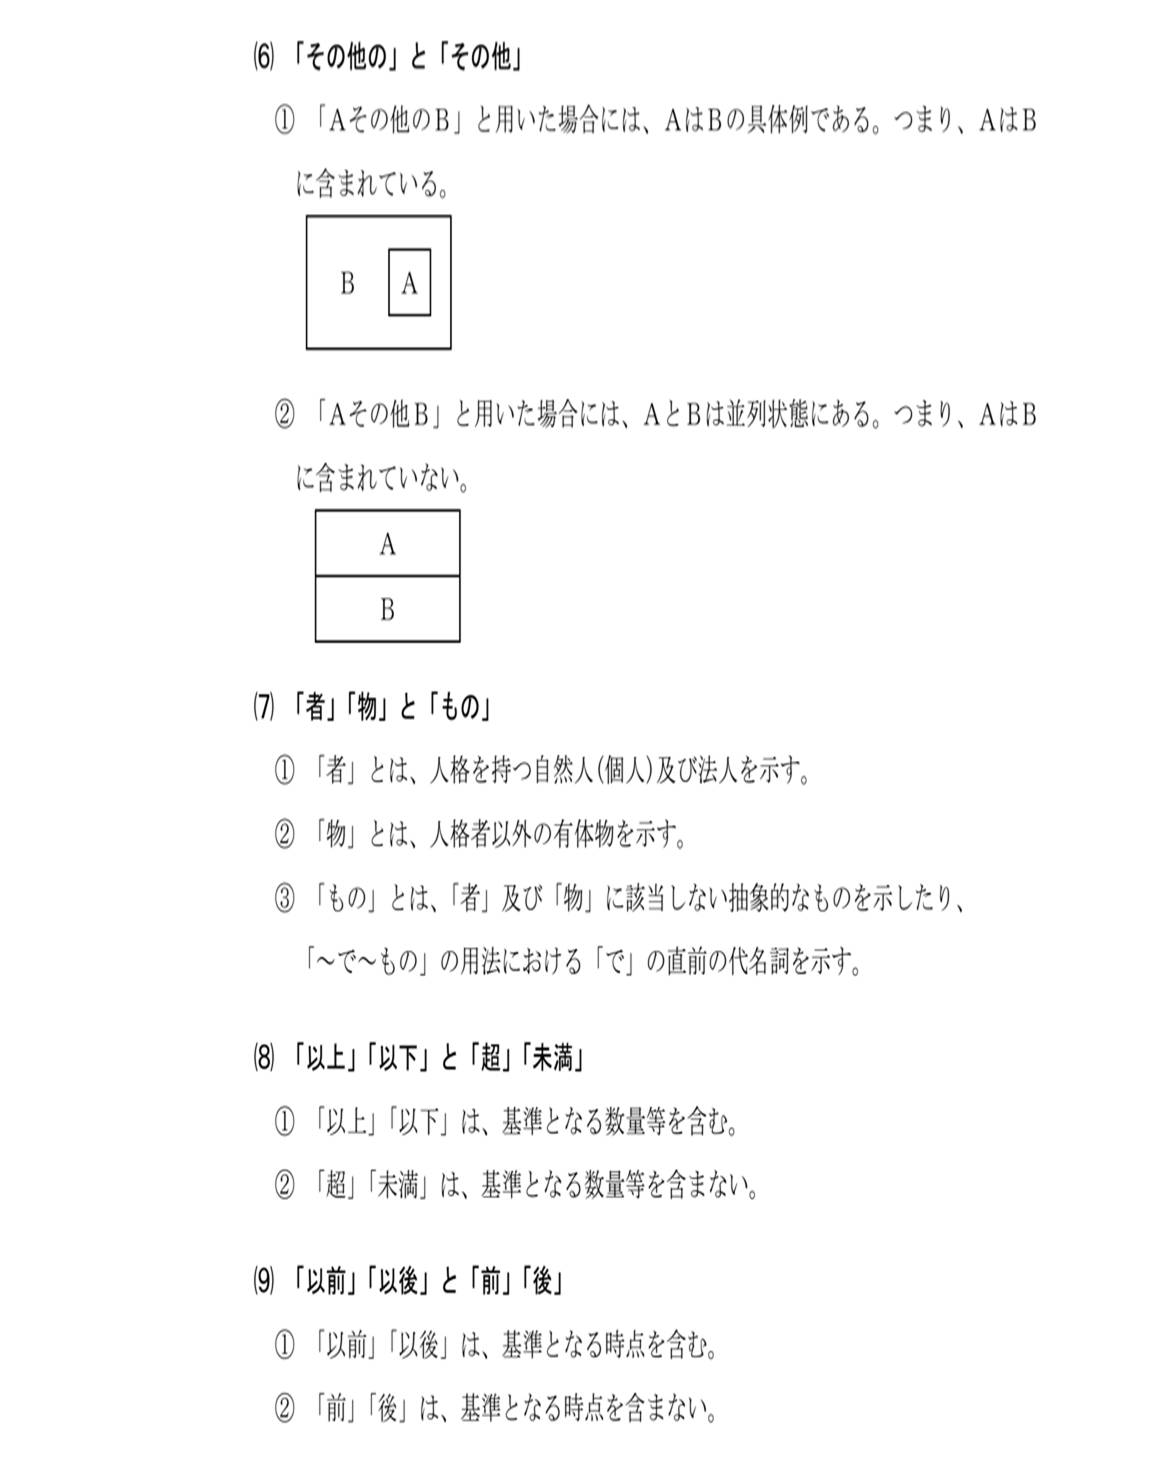 ⑹ 「その他の」と「その他」
① 「Ａその他のＢ」と用いた場合には、ＡはＢの具体例である。つまり、ＡはＢ
に含まれている。
B A
② 「Ａその他Ｂ」と用いた場合には、ＡとＢは並列状態にある。つまり、ＡはＢ
に含まれていない。
A
B
⑺ 「者」「物」と「もの」
① 「者」とは、人格を持つ自然人(個人)及び法人を示す。
② 「物」とは、人格者以外の有体物を示す。
③ 「もの」とは、「者」及び「物」に該当しない抽象的なものを示したり、
「～で～もの」の用法における「で」の直前の代名詞を示す。
⑻ 「以上」「以下」と「超」「未満」
① 「以上」「以下」は、基準となる数量等を含む。
② 「超」「未満」は、基準となる数量等を含まない。
⑼ 「以前」「以後」と「前」「後」
① 「以前」「以後」は、基準となる時点を含む。
② 「前」「後」は、基準となる時点を含まない。